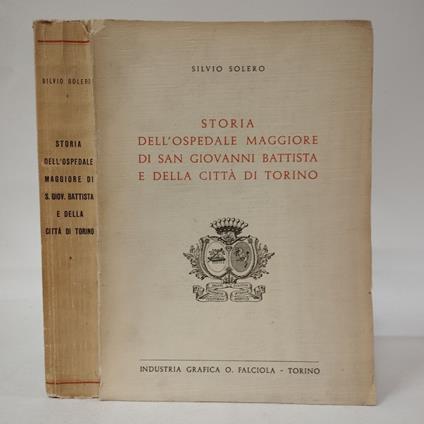 SILVIO SOLERO
STORIA
DELL'OSPEDALE
MAGGIORE DI
S. GIOV. BATTISTA
E DELLA
CITTÀ DI TORINO
SILVIO SOLERO
STORIA
DELL'OSPEDALE MAGGIORE
DI SAN GIOVANNI BATTISTA
E DELLA CITTÀ DI TORINO
INDUSTRIA GRAFICA O. FALCIOLA - TORINO